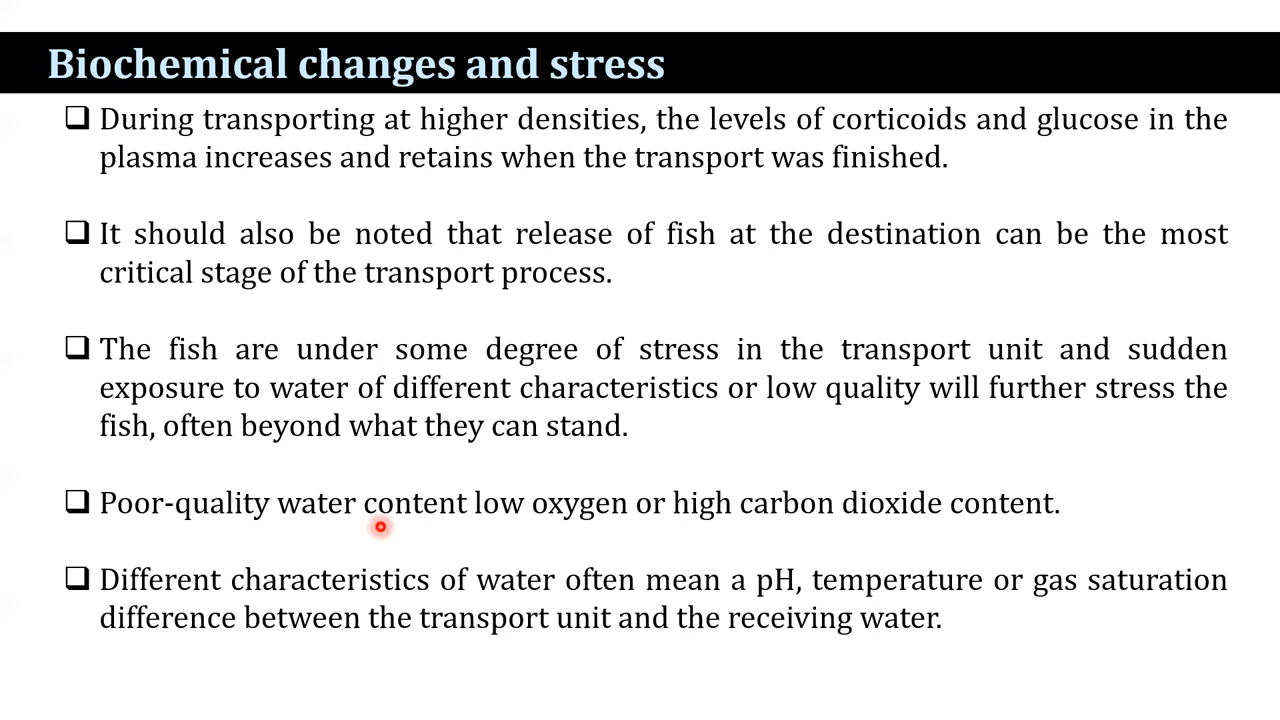 Biochemical changes and stress
❑ During transporting at higher densities, the levels of corticoids and glucose in the
plasma increases and retains when the transport was finished.
❑ It should also be noted that release of fish at the destination can be the most
critical stage of the transport process.
❑ The fish are under some degree of stress in the transport unit and sudden
exposure to water of different characteristics or low quality will further stress the
fish, often beyond what they can stand.
❑ Poor-quality water content low oxygen or high carbon dioxide content.
❑ Different characteristics of water often mean a pH, temperature or gas saturation
difference between the transport unit and the receiving water.